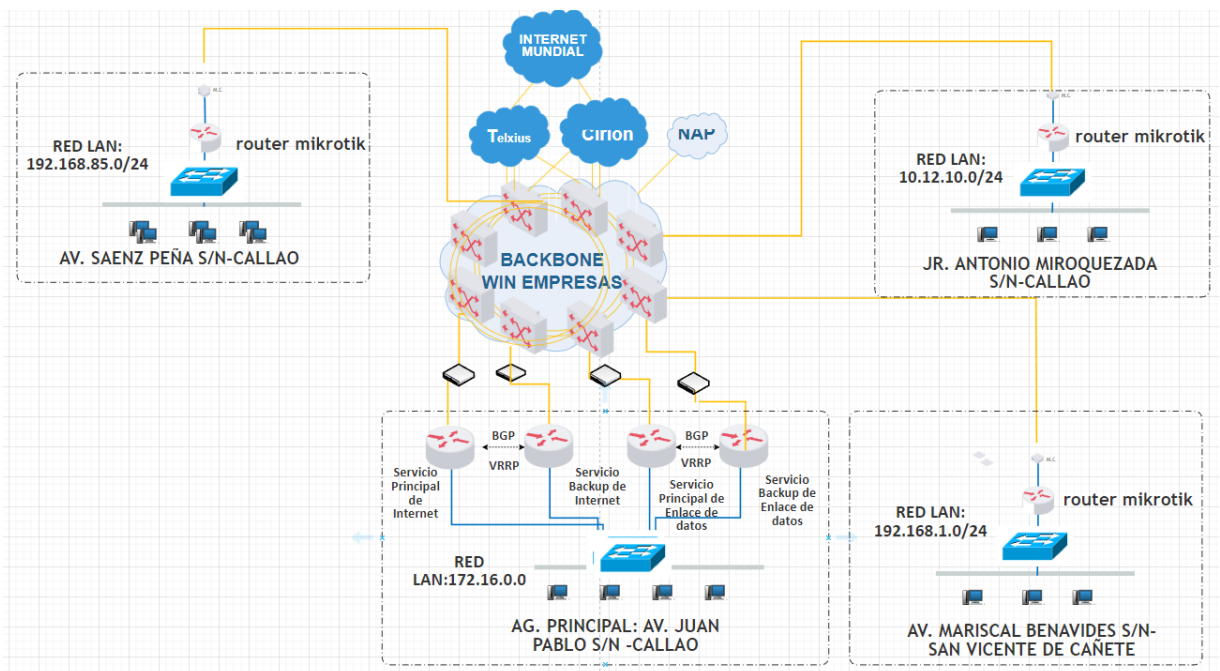 INTERNET
MUNDIAL
Telxius
Cirion
NAP
BACKBONE
WIN EMPRESAS
M.C
router mikrotik
RED LAN:
192.168.85.0/24
AV. SAENZ PEÑA S/N-CALLAO
M.C
router mikrotik
RED LAN:
10.12.10.0/24
JR. ANTONIO MIROQUEZADA
S/N-CALLAO
BGP
VRRP
BGP
VRRP
Servicio
Principal
de
Internet
Servicio
Backup de
Internet
Servicio
Principal de
Enlace de
datos
Servicio
Backup de
Enlace de
datos
RED
LAN:172.16.0.0
AG. PRINCIPAL: AV. JUAN
PABLO S/N -CALLAO
M.C
router mikrotik
RED LAN:
192.168.1.0/24
AV. MARISCAL BENAVIDES S/N-
SAN VICENTE DE CAÑETE